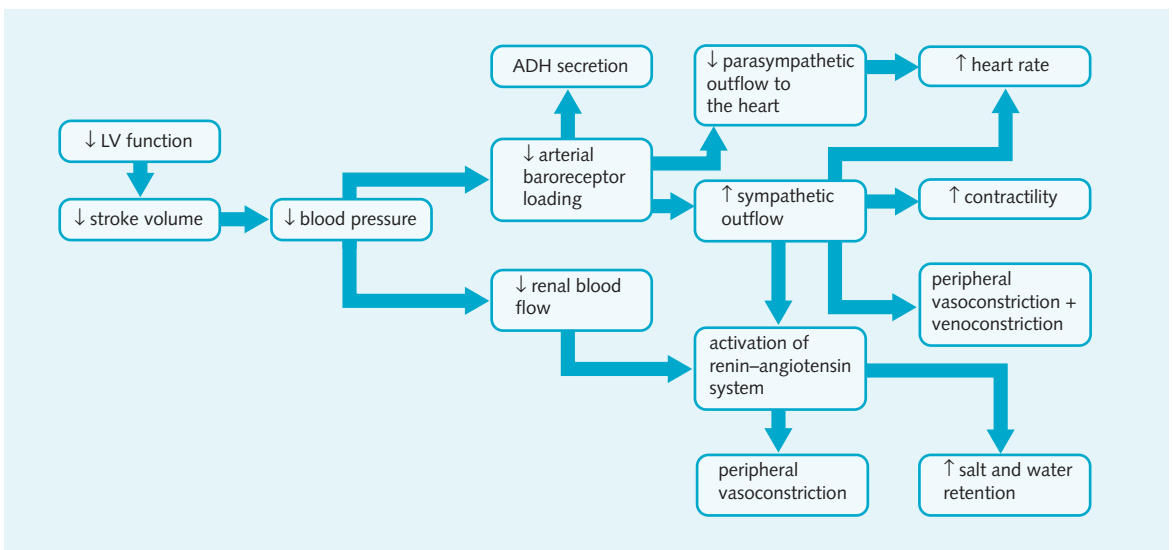 ↓ LV function
↓ stroke volume
↓ blood pressure
ADH secretion
↓ arterial
baroreceptor
loading
↓ renal blood
flow
↓ parasympathetic
outflow to
the heart
↑ sympathetic
outflow
activation of
renin–angiotensin
system
peripheral
vasoconstriction
↑ heart rate
↑ contractility
peripheral
vasoconstriction +
venoconstriction
↑ salt and water
retention